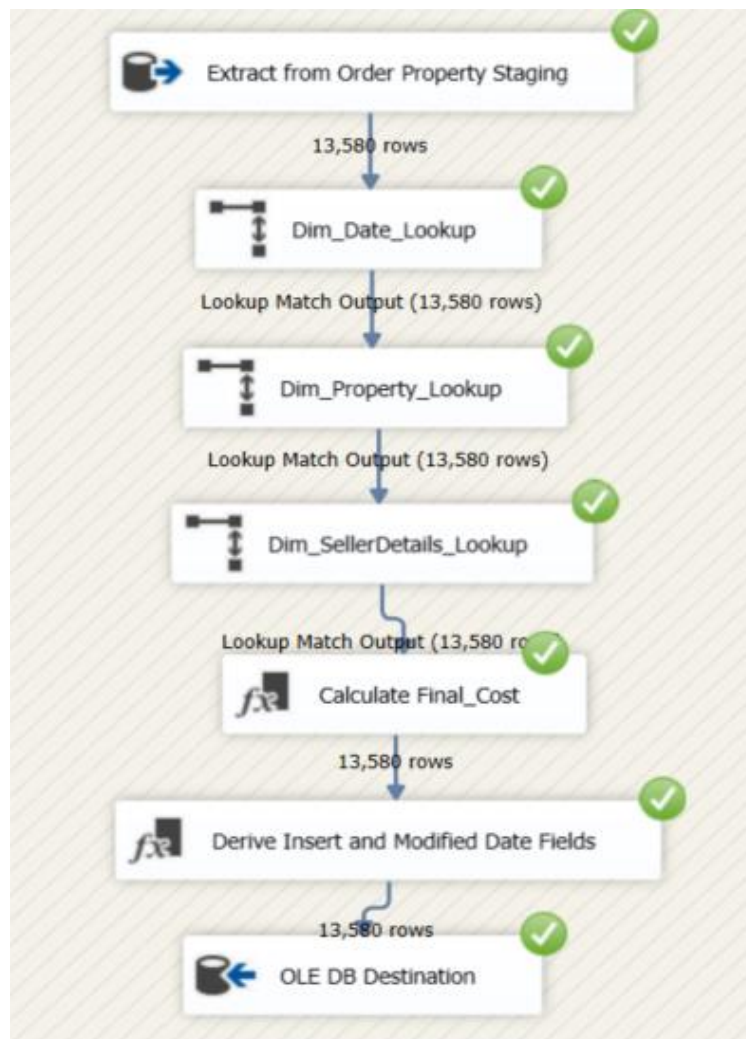 Extract from Order Property Staging
13,580 rows
Dim_Date_Lookup
Lookup Match Output (13,580 rows)
Dim_Property_Lookup
Lookup Match Output (13,580 rows)
Dim_SellerDetails_Lookup
Lookup Match Output (13,580
Calculate Final_Cost
13,580 rows
Derive Insert and Modified Date Fields
13,580 rows
OLE DB Destination